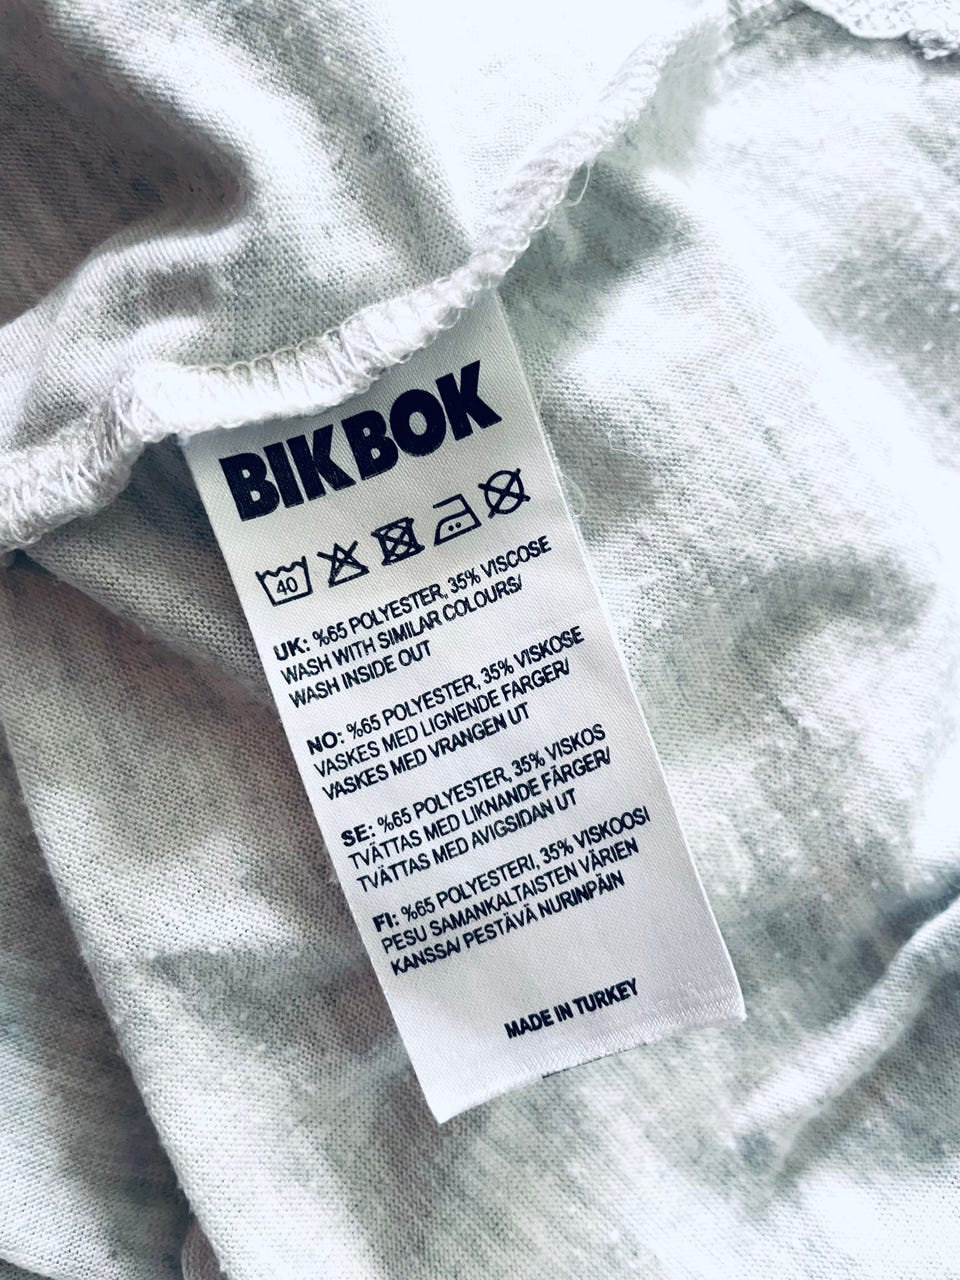 BIK BOK
40
UK: %65 POLYESTER, 35% VISCOSE
WASH WITH SIMILAR COLOURS/
WASH INSIDE OUT
NO: %65 POLYESTER, 35% VISKOSE
VASKES MED LIGNENDE FARGER/
VASKES MED VRANGEN UT
SE: %65 POLYESTER, 35% VISKOS
TVÄTTAS MED LIKNANDE FÄRGER/
TVÄTTAS MED AVIGSIDAN UT
FI: %65 POLYESTERI, 35% VISKOOSI
PESU SAMANKALTAISTEN VÄRIEN
KANSSA/ PESTÄVÄ NURINPÄIN
MADE IN TURKEY